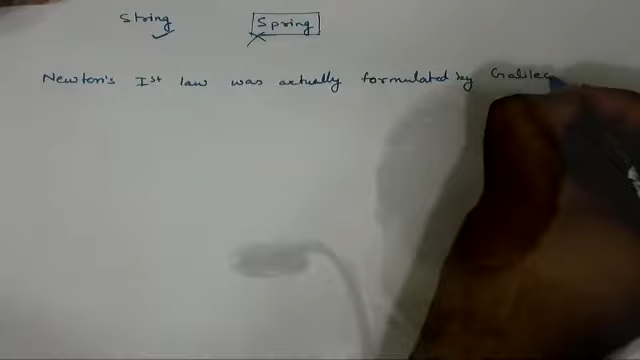 String Spring
Newton's Ist law was actually formulated by Galileo